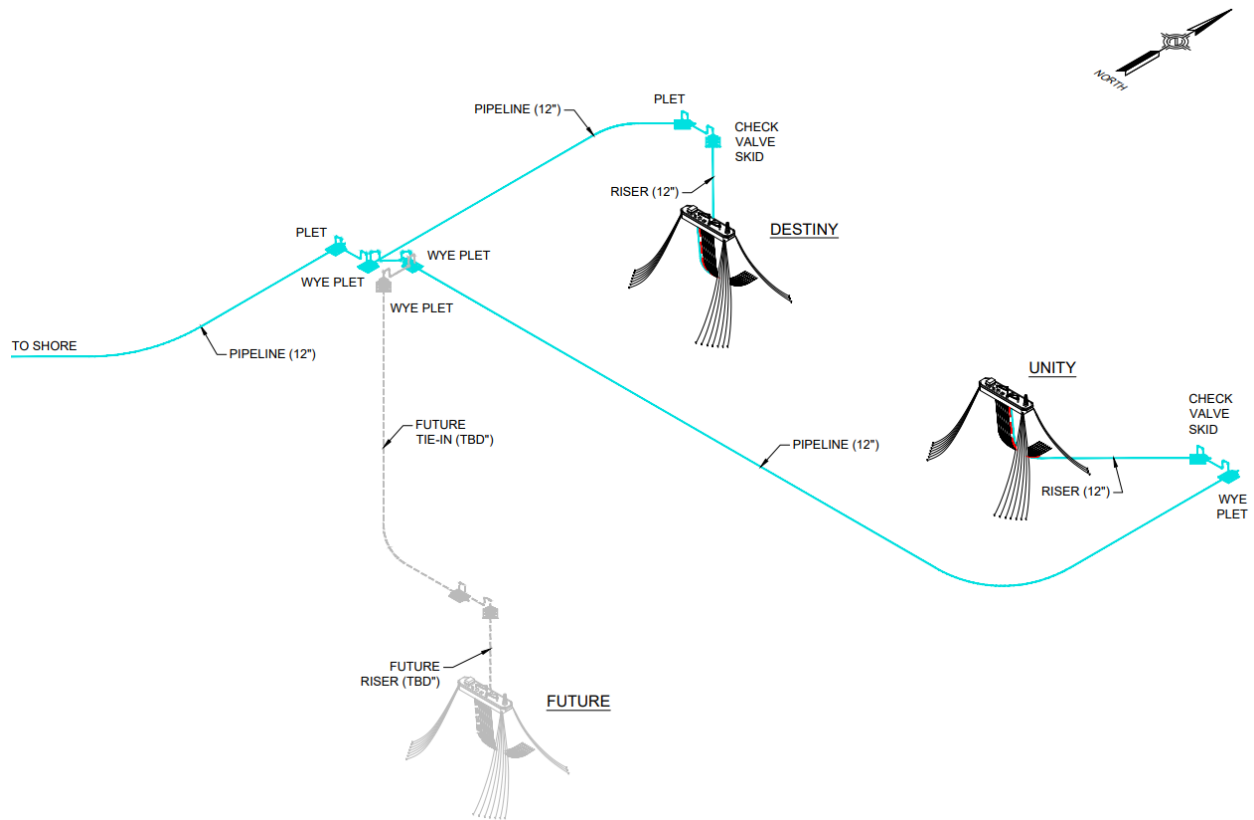 NORTH
PLET
PIPELINE (12")
CHECK
VALVE
SKID
RISER (12")
DESTINY
PLET
WYE PLET
WYE PLET
WYE PLET
TO SHORE
PIPELINE (12")
UNITY
CHECK
VALVE
SKID
FUTURE
TIE-IN (TBD")
PIPELINE (12")
RISER (12")
WYE
PLET
FUTURE
RISER (TBD")
FUTURE